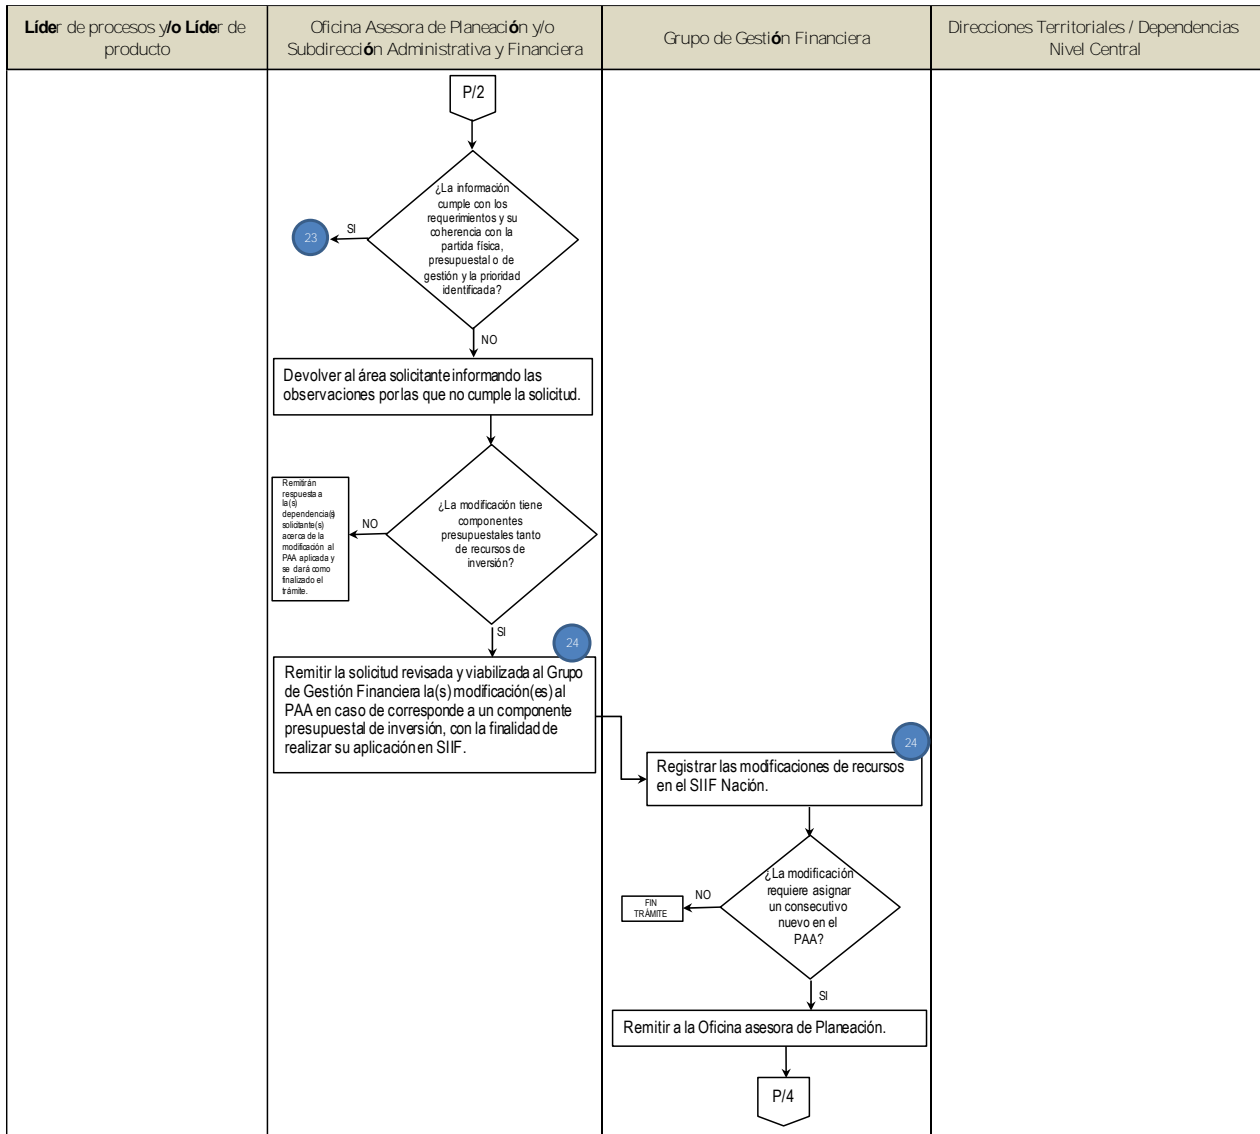 Líder de procesos y/o Líder de
producto
Oficina Asesora de Planeación y/o
Subdirección Administrativa y Financiera
Grupo de Gestión Financiera
Direcciones Territoriales / Dependencias
Nivel Central
P/2
¿La información
cumple con los
requerimientos y su
coherencia con la
partida física,
presupuestal o de
gestión y la prioridad
identificada?
SI
23
NO
Devolver al área solicitante informando las
observaciones por las que no cumple la solicitud.
¿La modificación tiene
componentes
presupuestales tanto
de recursos de
inversión?
NO
Remitirán
respuesta a
la(s)
dependencia(s)
solicitante(s)
acerca de la
modificación al
PAA aplicada y
se dará como
finalizado el
trámite.
SI
24
Remitir la solicitud revisada y viabilizada al Grupo
de Gestión Financiera la(s) modificación(es) al
PAA en caso de corresponde a un componente
presupuestal de inversión, con la finalidad de
realizar su aplicación en SIIF.
24
Registrar las modificaciones de recursos
en el SIIF Nación.
¿La modificación
requiere asignar
un consecutivo
nuevo en el
PAA?
NO
FIN
TRÁMITE
SI
Remitir a la Oficina asesora de Planeación.
P/4